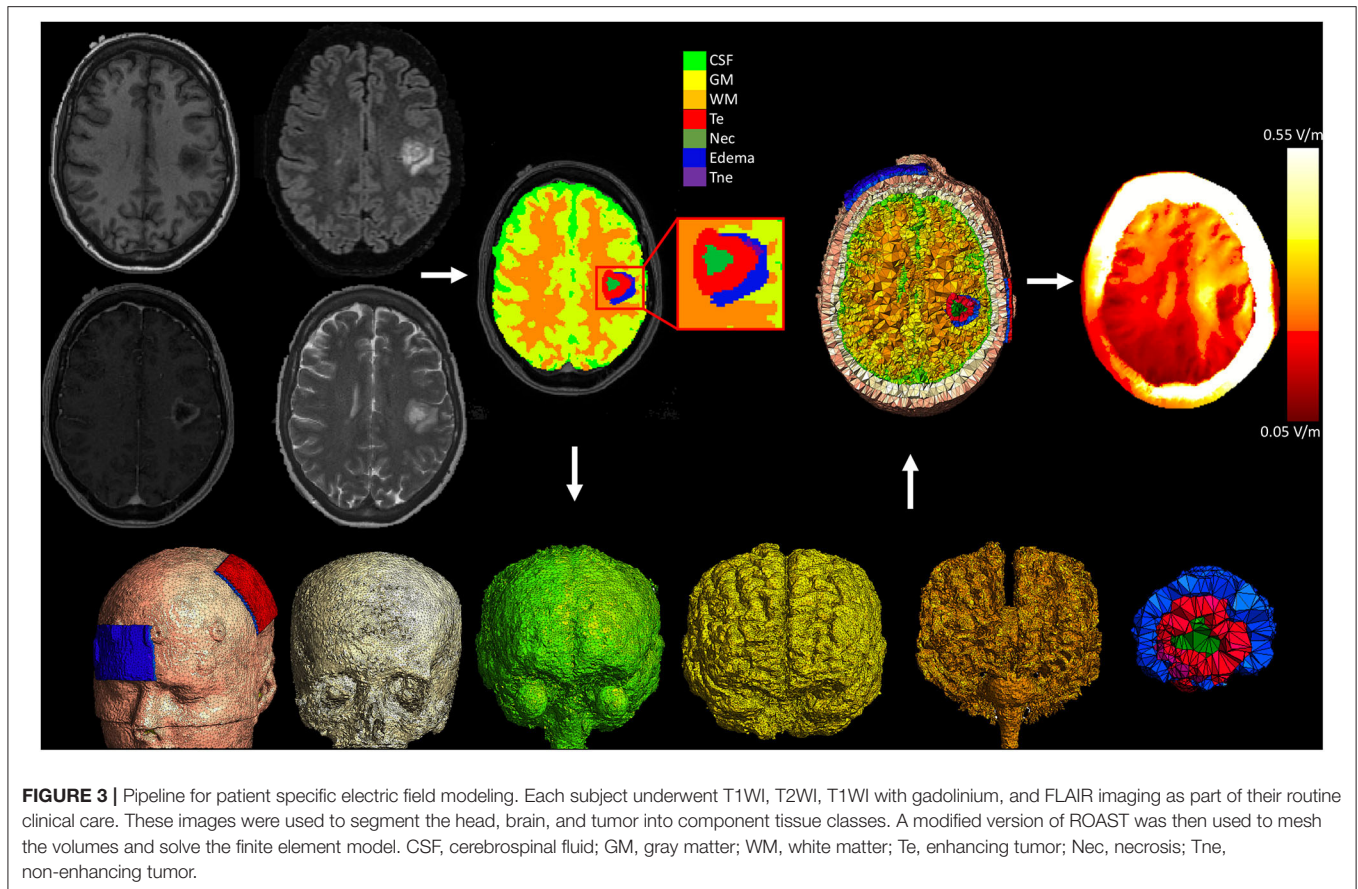 CSF
GM
WM
Te
Nec
Edema
Tne
0.55 V/m
0.05 V/m
FIGURE 3 | Pipeline for patient specific electric field modeling. Each subject underwent T1WI, T2WI, T1WI with gadolinium, and FLAIR imaging as part of their routine
clinical care. These images were used to segment the head, brain, and tumor into component tissue classes. A modified version of ROAST was then used to mesh
the volumes and solve the finite element model. CSF, cerebrospinal fluid; GM, gray matter; WM, white matter; Te, enhancing tumor; Nec, necrosis; Tne,
non-enhancing tumor.